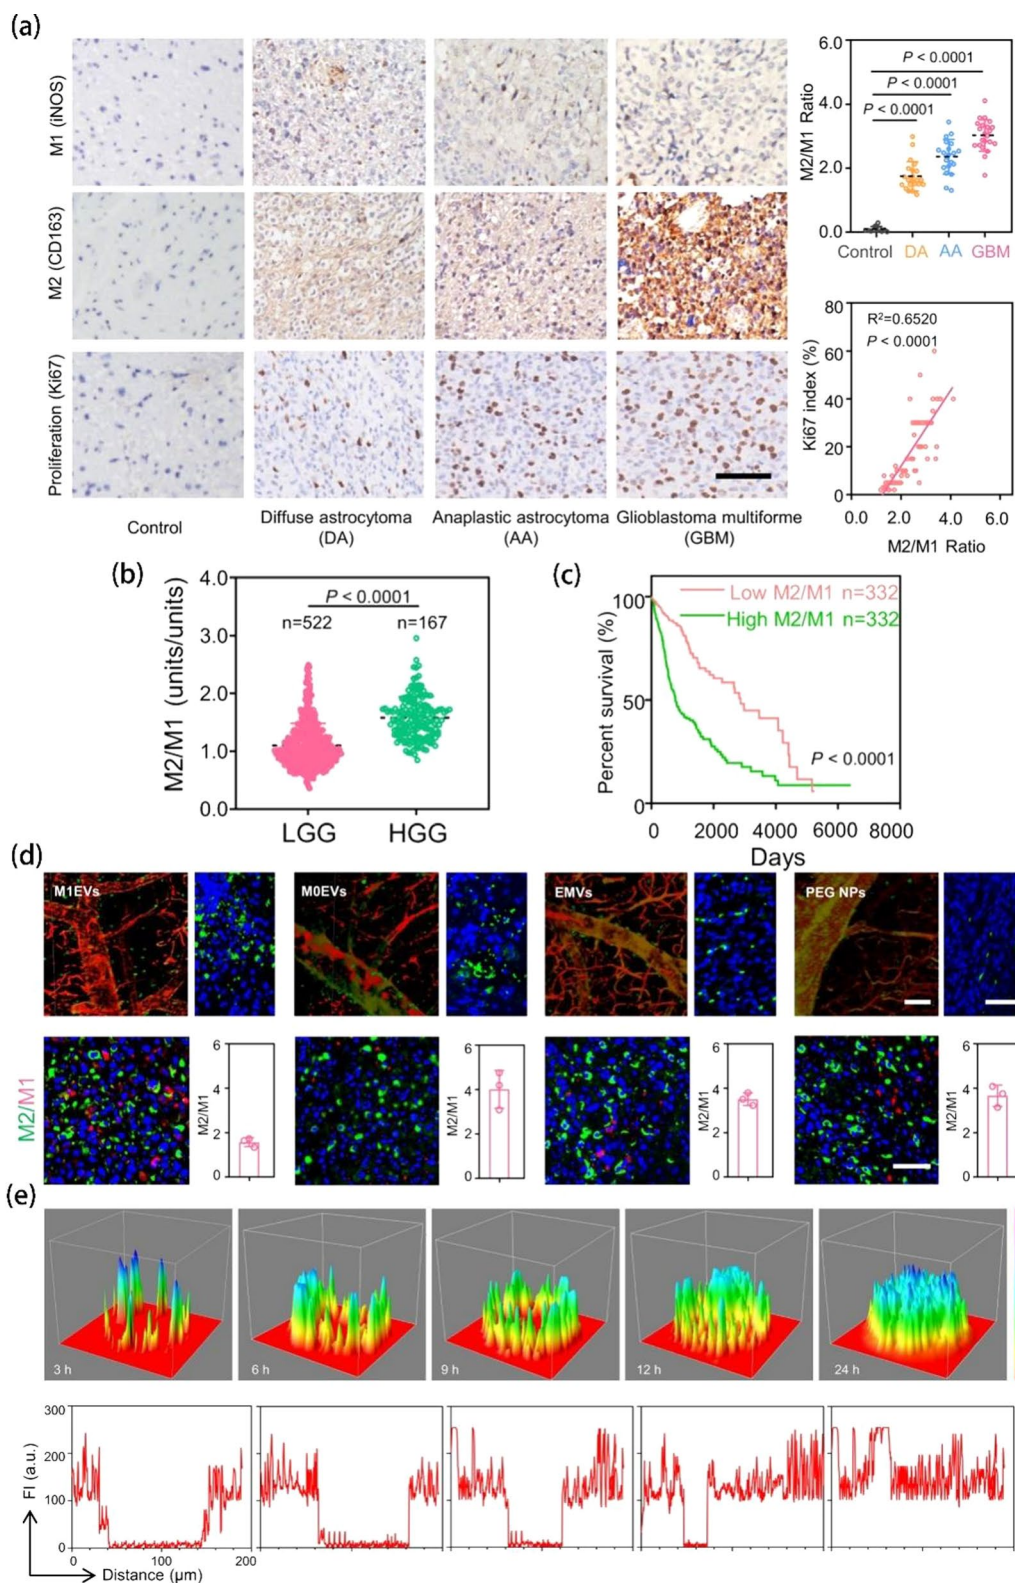 (a)
M1 (iNOS)
M2 (CD163)
Proliferation (Ki67)
Control
Diffuse astrocytoma
(DA)
Anaplastic astrocytoma
(AA)
Glioblastoma multiforme
(GBM)
M2/M1 Ratio
6.0
4.0
2.0
0.0
P < 0.0001
P < 0.0001
P < 0.0001
Control
DA
AA
GBM
Ki67 index (%)
80
60
40
20
0
R²=0.6520
P < 0.0001
0.0 2.0 4.0 6.0
M2/M1 Ratio
(b)
M2/M1 (units/units)
4.0
3.0
2.0
1.0
0.0
P < 0.0001
n=522
n=167
LGG
HGG
(c)
Percent survival (%)
100
50
0
Low M2/M1 n=332
High M2/M1 n=332
P < 0.0001
0 2000 4000 6000 8000
Days
(d)
M1EVs
M0EVs
EMVs
PEG NPs
M2/M1
M2/M1
6
4
2
0
M2/M1
6
4
2
0
M2/M1
6
4
2
0
M2/M1
6
4
2
0
(e)
3 h
6 h
9 h
12 h
24 h
FI (a.u.)
300
200
100
0
0 100 200
Distance (µm)